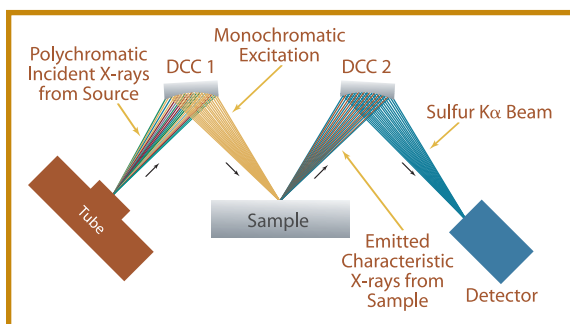 Polychromatic
Incident X-rays
from Source
DCC 1
Monochromatic
Excitation
DCC 2
Sulfur Kα Beam
Tube
Sample
Emitted
Characteristic
X-rays from
Sample
Detector